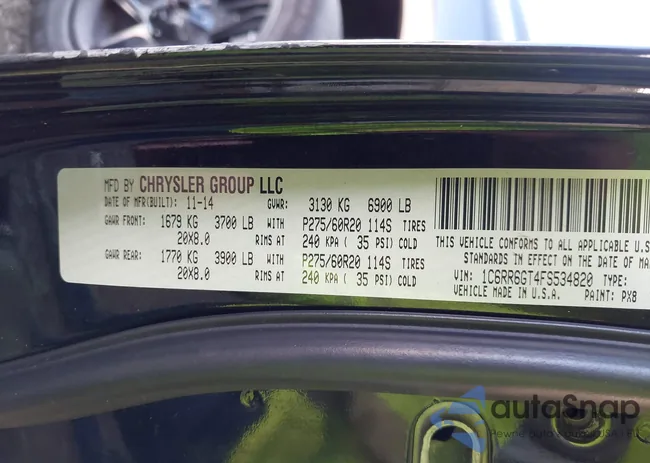 MFD BY CHRYSLER GROUP LLC
DATE OF MFR(BUILT): 11-14 GVWR: 3130 KG 6900 LB
GAWR FRONT: 1679 KG 3700 LB WITH P275/60R20 114S TIRES
20X8.0 RIMS AT 240 KPA ( 35 PSI) COLD
GAWR REAR: 1770 KG 3900 LB WITH P275/60R20 114S TIRES
20X8.0 RIMS AT 240 KPA ( 35 PSI) COLD
THIS VEHICLE CONFORMS TO ALL APPLICABLE U.S.
STANDARDS IN EFFECT ON THE DATE OF MA
VIN: 1C6RR6GT4FS534820 TYPE:
VEHICLE MADE IN U.S.A. PAINT: PX8
autoSnap